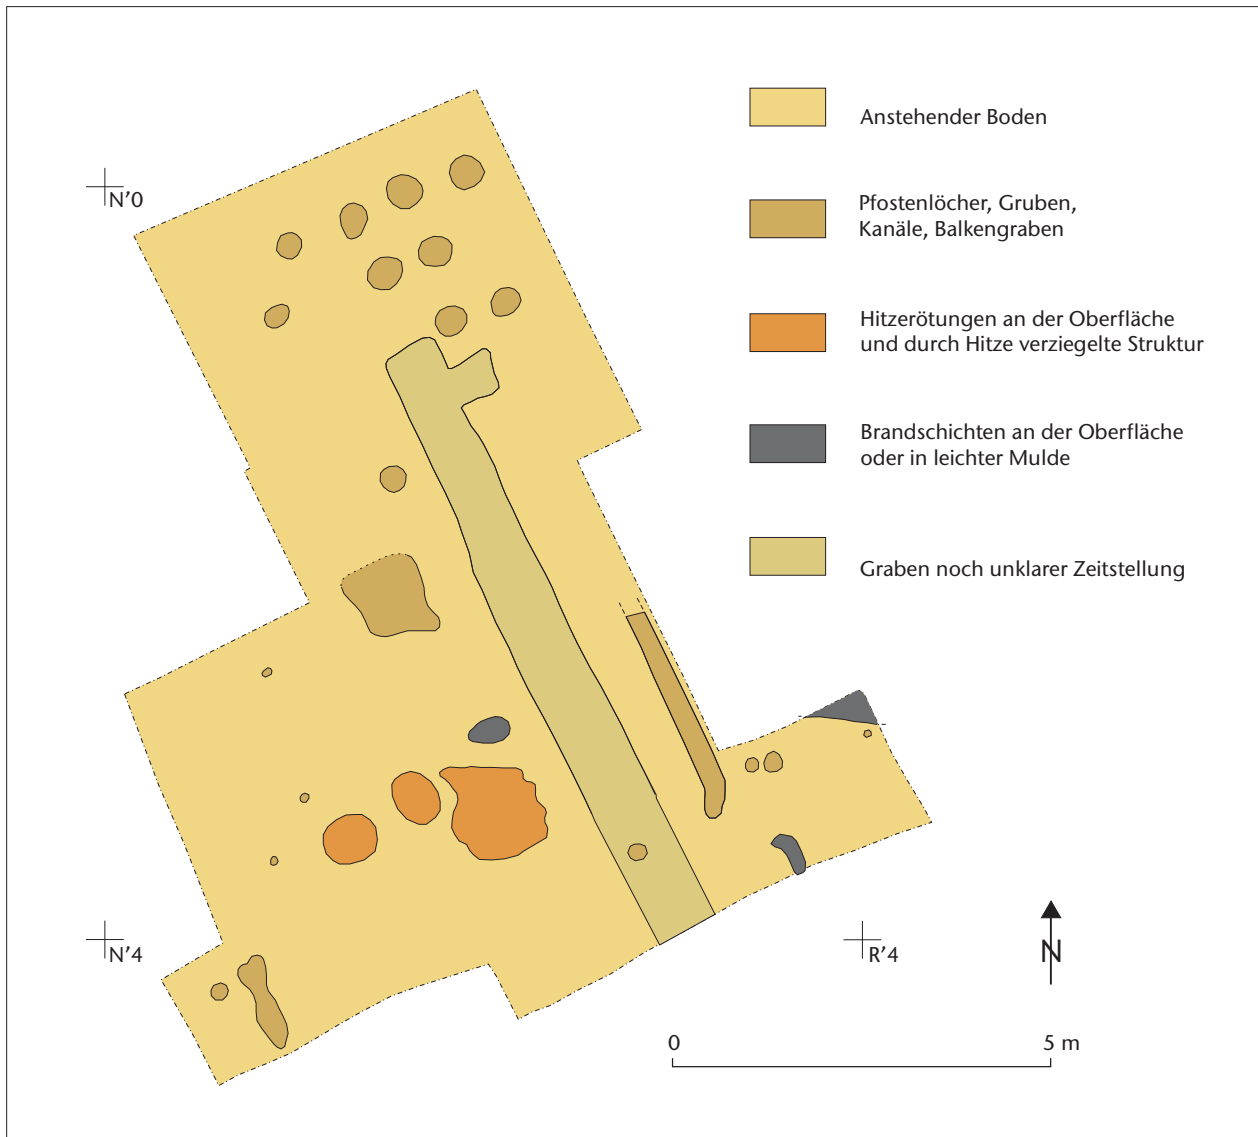 Anstehender Boden
N'0
Pfostenlöcher, Gruben,
Kanäle, Balkengraben
Hitzerötungen an der Oberfläche
und durch Hitze verziegelte Struktur
Brandschichten an der Oberfläche
oder in leichter Mulde
Graben noch unklarer Zeitstellung
N'4
R'4
N
0
5 m